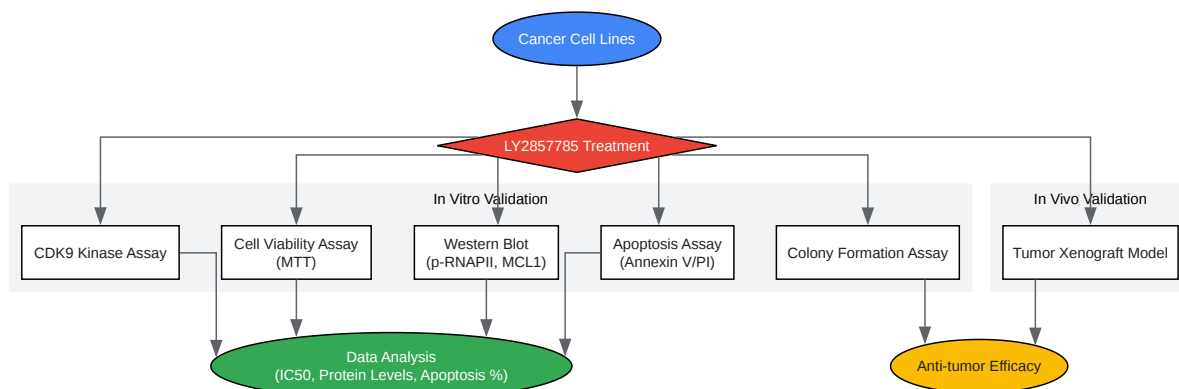 Cancer Cell Lines
LY2857785 Treatment
In Vitro Validation
In Vivo Validation
CDK9 Kinase Assay
Cell Viability Assay
(MTT)
Western Blot
(p-RNAPII, MCL1)
Apoptosis Assay
(Annexin V/PI)
Colony Formation Assay
Tumor Xenograft Model
Data Analysis
(IC50, Protein Levels, Apoptosis %)
Anti-tumor Efficacy